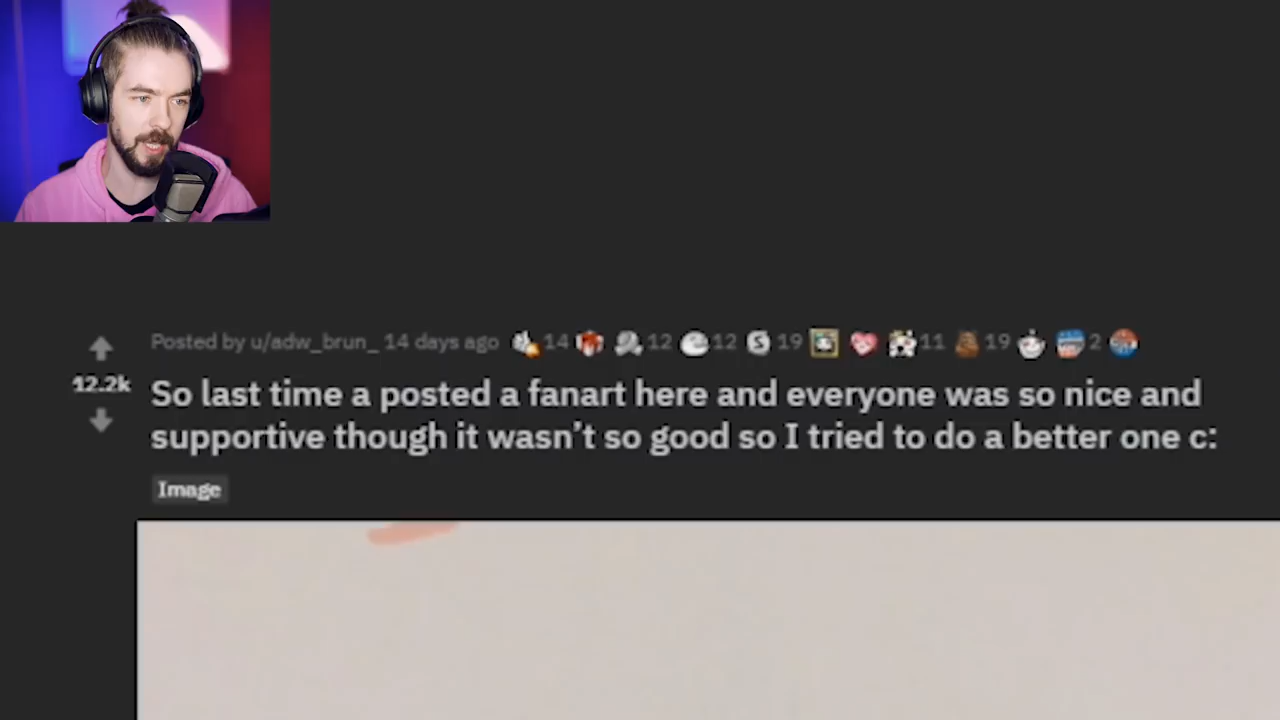 Posted by u/adw_brun_ 14 days ago 14 12 12 19 11 19 2
12.2k
So last time a posted a fanart here and everyone was so nice and
supportive though it wasn't so good so I tried to do a better one c:
Image